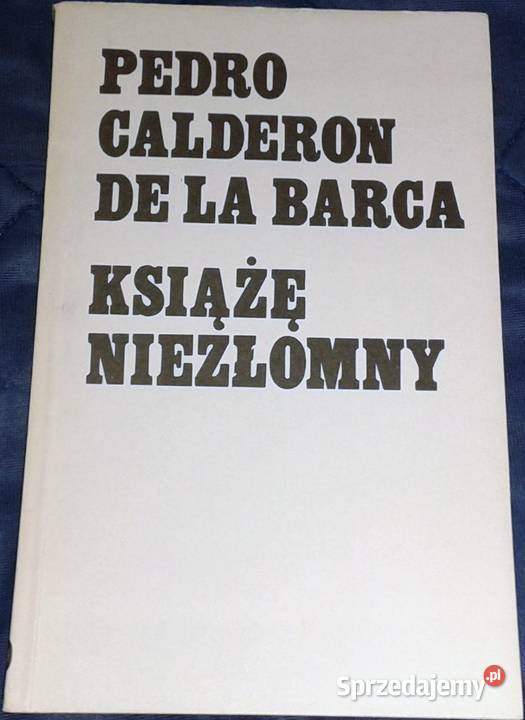 PEDRO
CALDERON
DE LA BARCA
KSIĄŻĘ
NIEZŁOMNY
Sprzedajemy.pl